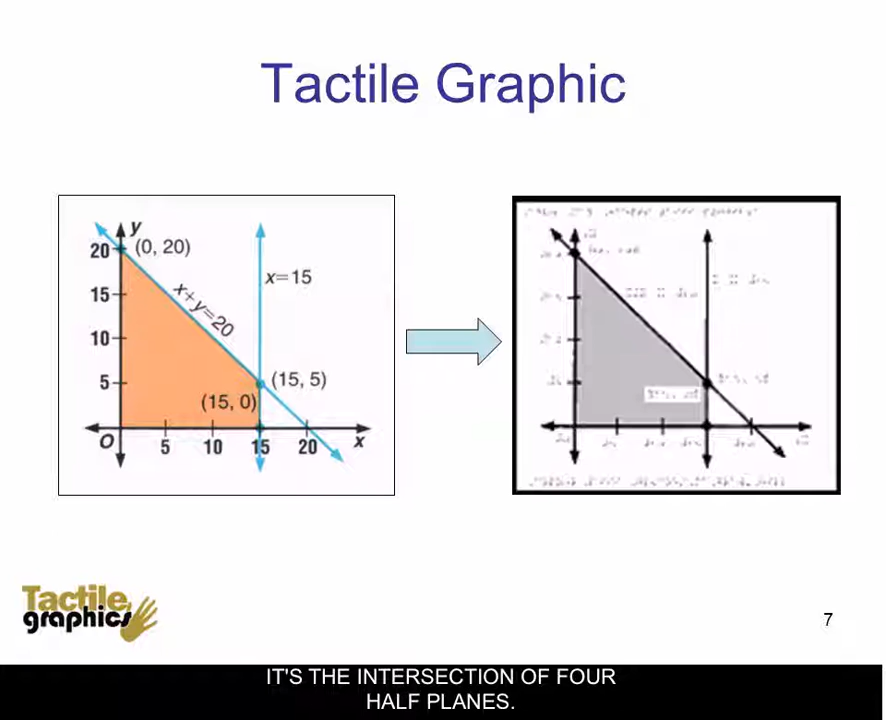 Tactile Graphic
y
20
(0, 20)
x=15
15
x+y=20
10
5
(15, 5)
(15, 0)
O
5
10
15
20
x
Tactile
graphics
7
IT'S THE INTERSECTION OF FOUR
HALF PLANES.